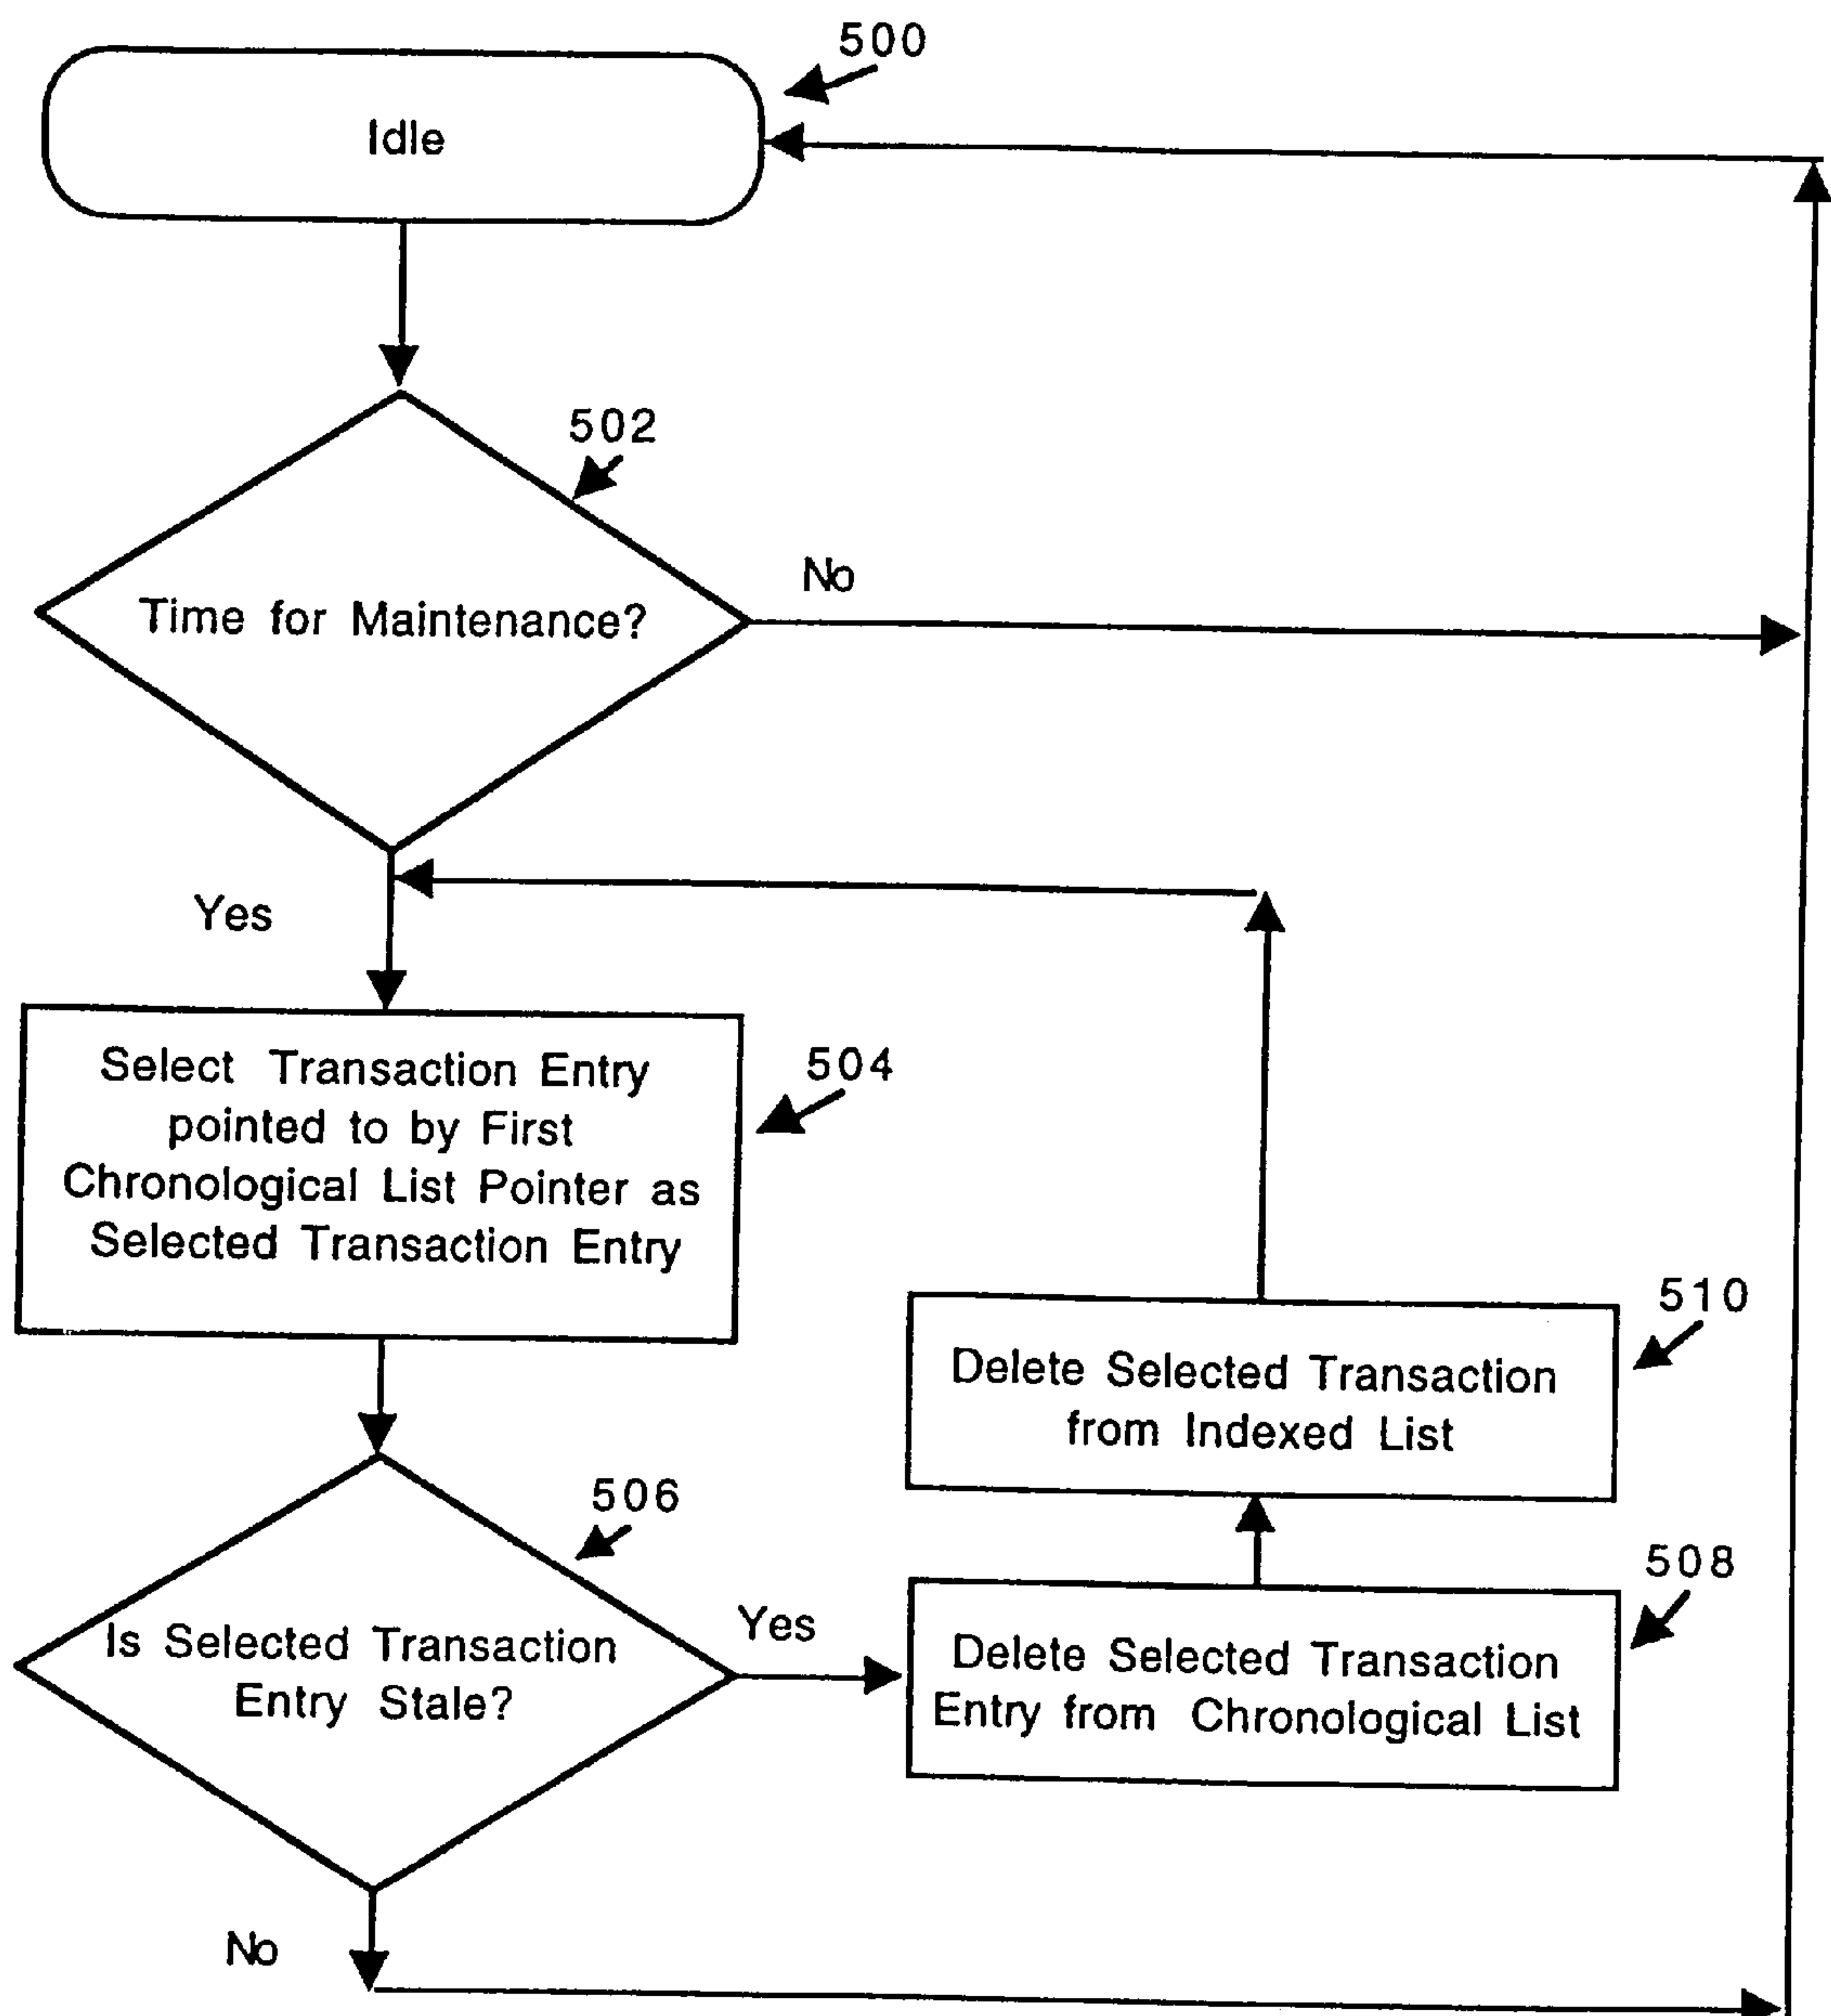 500
Idle
502
No
Time for Maintenance?
Yes
Select Transaction Entry
pointed to by First
Chronological List Pointer as
Selected Transaction Entry
504
510
Delete Selected Transaction
from Indexed List
506
508
Yes
Is Selected Transaction
Entry Stale?
Delete Selected Transaction
Entry from Chronological List
No